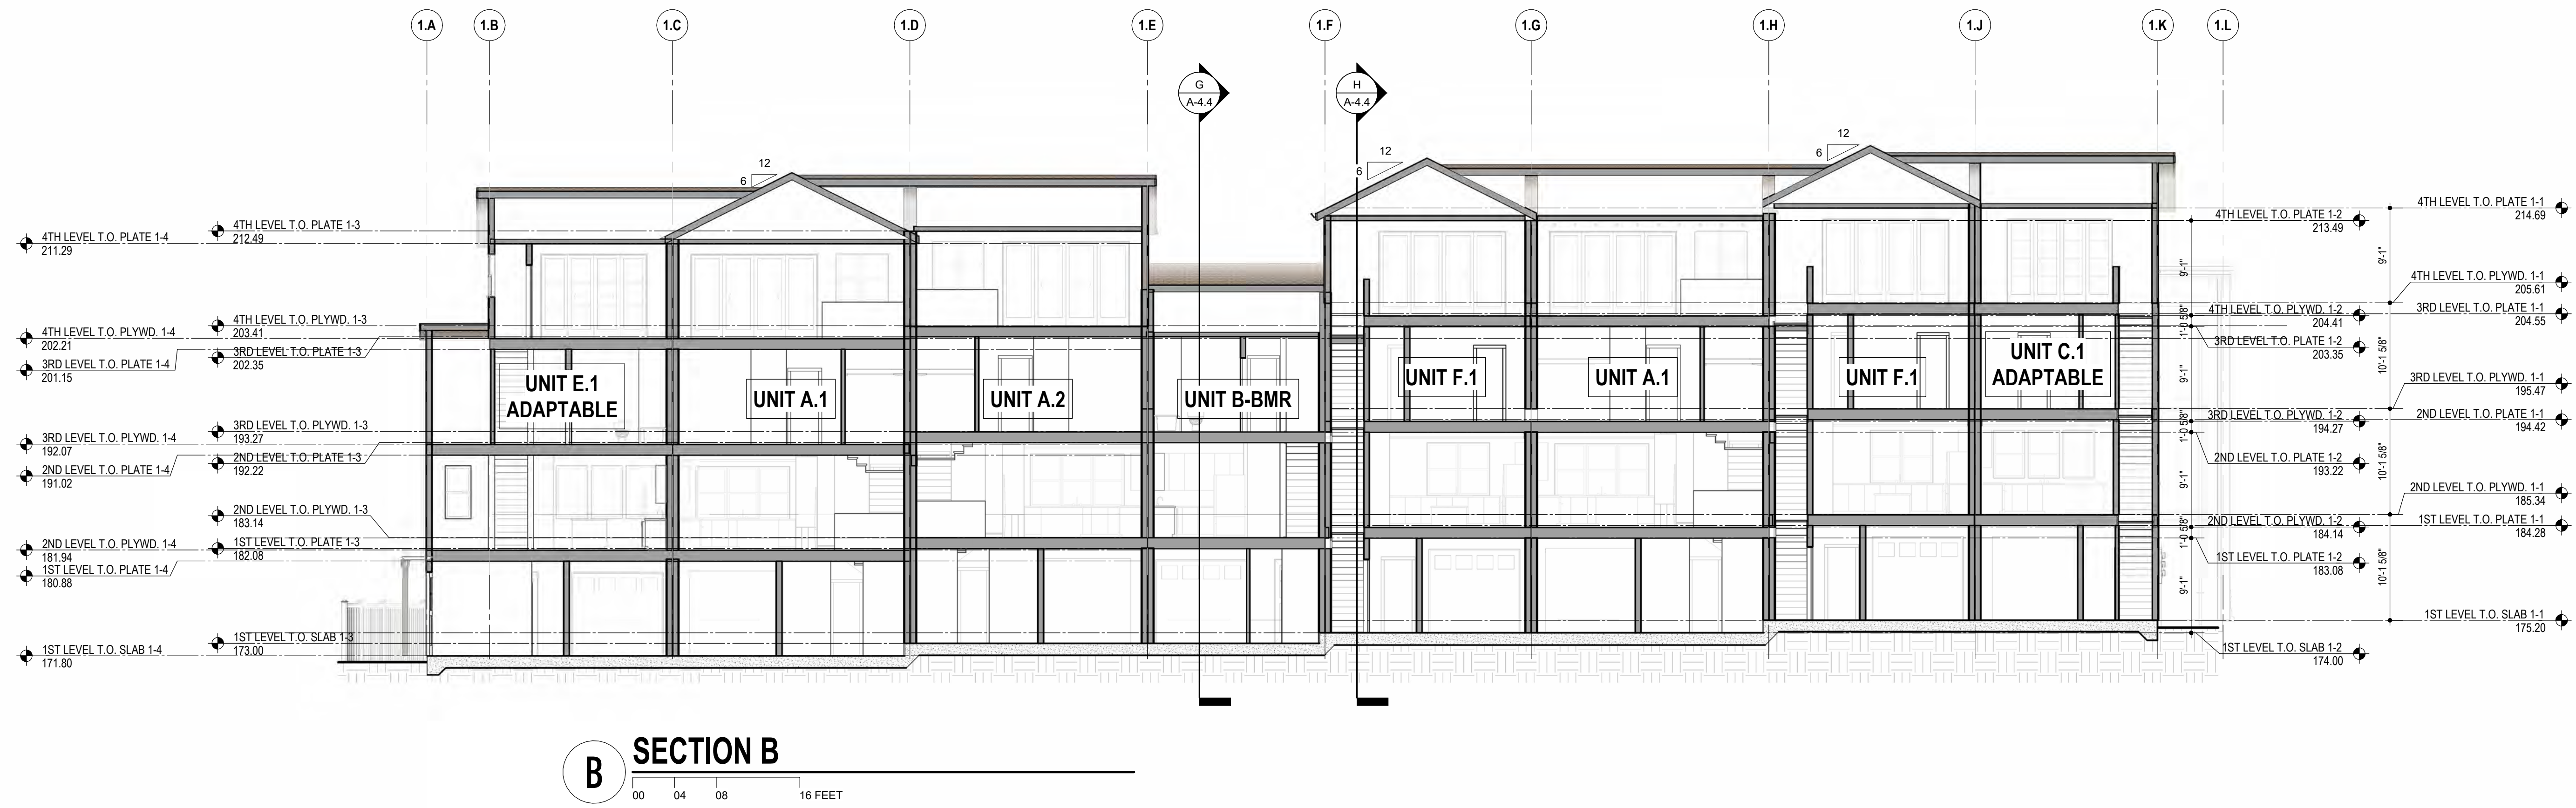 1.A 1.B 1.C 1.D 1.E 1.F 1.G 1.H 1.J 1.K 1.L
G
A-4.4
H
A-4.4
12
6
12
6
12
6
4TH LEVEL T.O. PLATE 1-4
211.29
4TH LEVEL T.O. PLYWD. 1-4
202.21
3RD LEVEL T.O. PLATE 1-4
201.15
3RD LEVEL T.O. PLYWD. 1-4
192.07
2ND LEVEL T.O. PLATE 1-4
191.02
2ND LEVEL T.O. PLYWD. 1-4
181.94
1ST LEVEL T.O. PLATE 1-4
180.88
1ST LEVEL T.O. SLAB 1-4
171.80
4TH LEVEL T.O. PLATE 1-3
212.49
4TH LEVEL T.O. PLYWD. 1-3
203.41
3RD LEVEL T.O. PLATE 1-3
202.35
3RD LEVEL T.O. PLYWD. 1-3
193.27
2ND LEVEL T.O. PLATE 1-3
192.22
2ND LEVEL T.O. PLYWD. 1-3
183.14
1ST LEVEL T.O. PLATE 1-3
182.08
1ST LEVEL T.O. SLAB 1-3
173.00
UNIT E.1
ADAPTABLE
UNIT A.1
UNIT A.2
UNIT B-BMR
UNIT F.1
UNIT A.1
UNIT F.1
UNIT C.1
ADAPTABLE
9'-1"
1'-0 5/8"
9'-1"
1'-0 5/8"
9'-1"
1'-0 5/8"
9'-1"
4TH LEVEL T.O. PLATE 1-2
213.49
4TH LEVEL T.O. PLYWD. 1-2
204.41
3RD LEVEL T.O. PLATE 1-2
203.35
3RD LEVEL T.O. PLYWD. 1-2
194.27
2ND LEVEL T.O. PLATE 1-2
193.22
2ND LEVEL T.O. PLYWD. 1-2
184.14
1ST LEVEL T.O. PLATE 1-2
183.08
1ST LEVEL T.O. SLAB 1-2
174.00
9'-1"
10'-1 5/8"
10'-1 5/8"
10'-1 5/8"
4TH LEVEL T.O. PLATE 1-1
214.69
4TH LEVEL T.O. PLYWD. 1-1
205.61
3RD LEVEL T.O. PLATE 1-1
204.55
3RD LEVEL T.O. PLYWD. 1-1
195.47
2ND LEVEL T.O. PLATE 1-1
194.42
2ND LEVEL T.O. PLYWD. 1-1
185.34
1ST LEVEL T.O. PLATE 1-1
184.28
1ST LEVEL T.O. SLAB 1-1
175.20
B
SECTION B
00 04 08 16 FEET